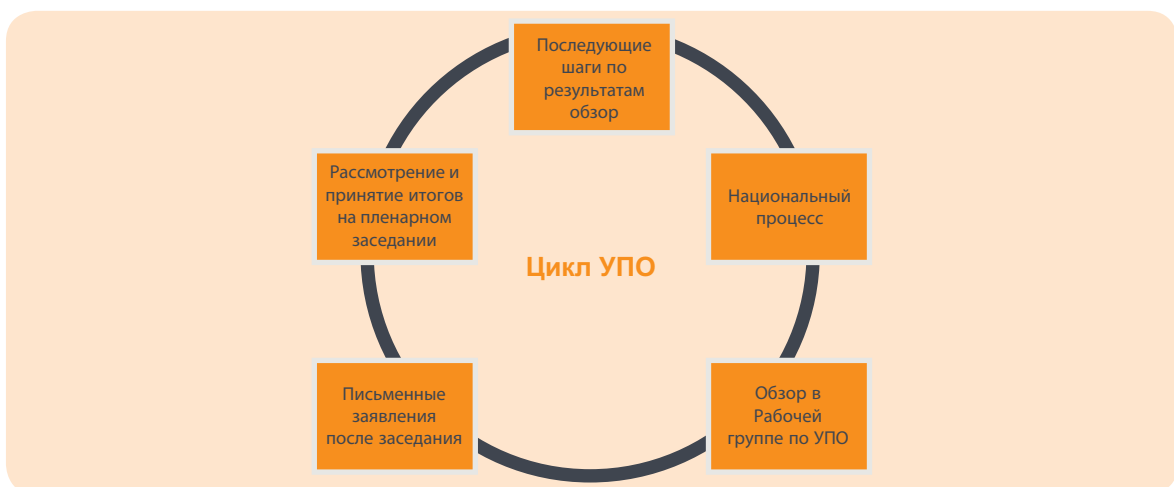 Последующие
шаги по
результатам
обзор
Рассмотрение и
принятие итогов
на пленарном
заседании
Национальный
процесс
Цикл УПО
Письменные
заявления
после заседания
Обзор в
Рабочей
группе по УПО